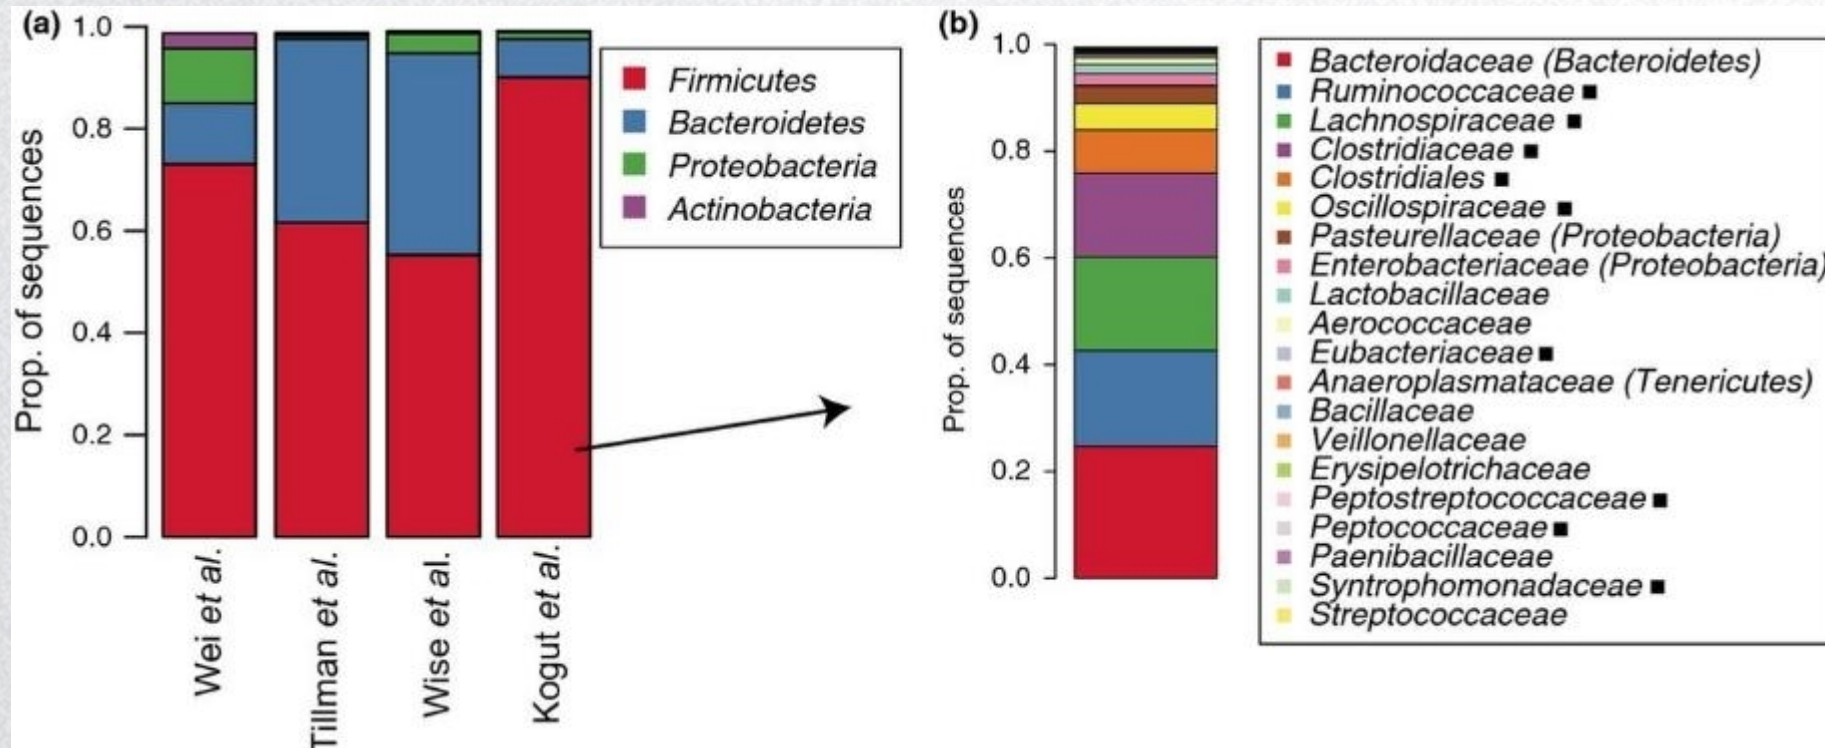 (a)
1.0
0.8
0.6
0.4
0.2
0.0
Prop. of sequences
Wei et al.
Tillman et al.
Wise et al.
Kogut et al.
Firmicutes
Bacteroidetes
Proteobacteria
Actinobacteria
(b)
1.0
0.8
0.6
0.4
0.2
0.0
Prop. of sequences
Bacteroidaceae (Bacteroidetes)
Ruminococcaceae ■
Lachnospiraceae ■
Clostridiaceae ■
Clostridiales ■
Oscillospiraceae ■
Pasteurellaceae (Proteobacteria)
Enterobacteriaceae (Proteobacteria)
Lactobacillaceae
Aerococcaceae
Eubacteriaceae ■
Anaeroplasmataceae (Tenericutes)
Bacillaceae
Veillonellaceae
Erysipelotrichaceae
Peptostreptococcaceae ■
Peptococcaceae ■
Paenibacillaceae
Syntrophomonadaceae ■
Streptococcaceae